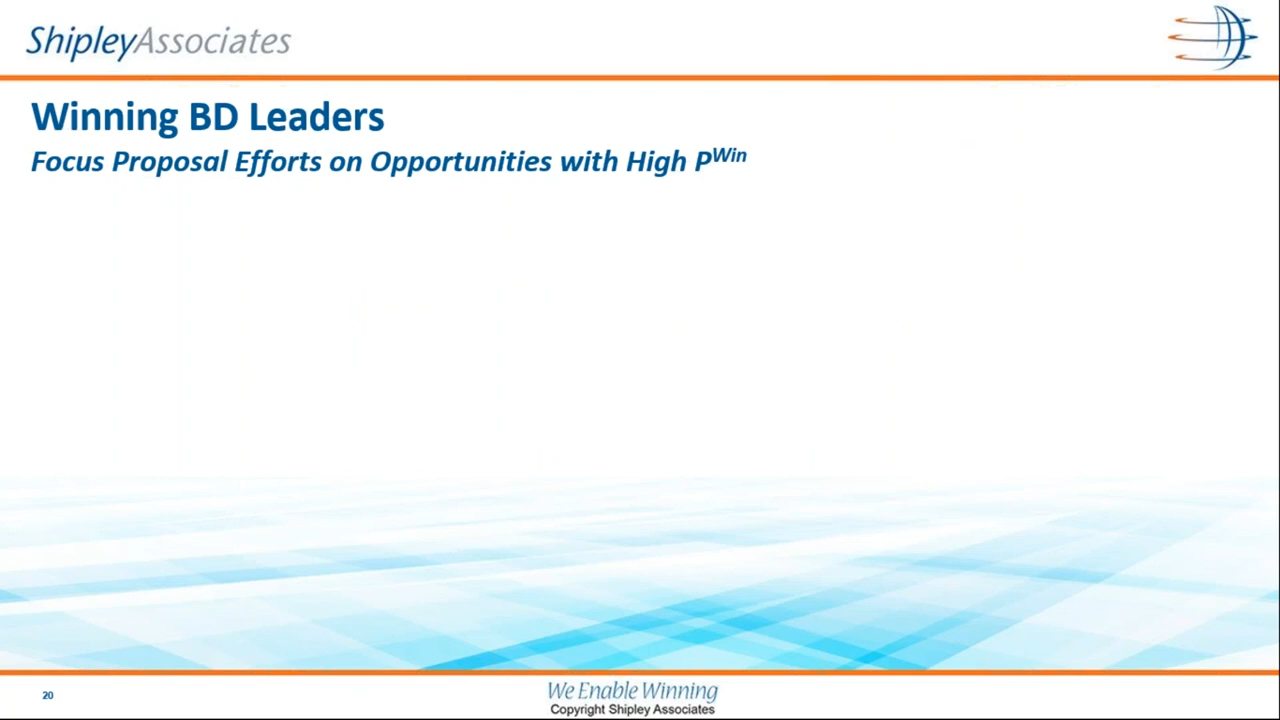 ShipleyAssociates
Winning BD Leaders
Focus Proposal Efforts on Opportunities with High PWin
20
We Enable Winning
Copyright Shipley Associates